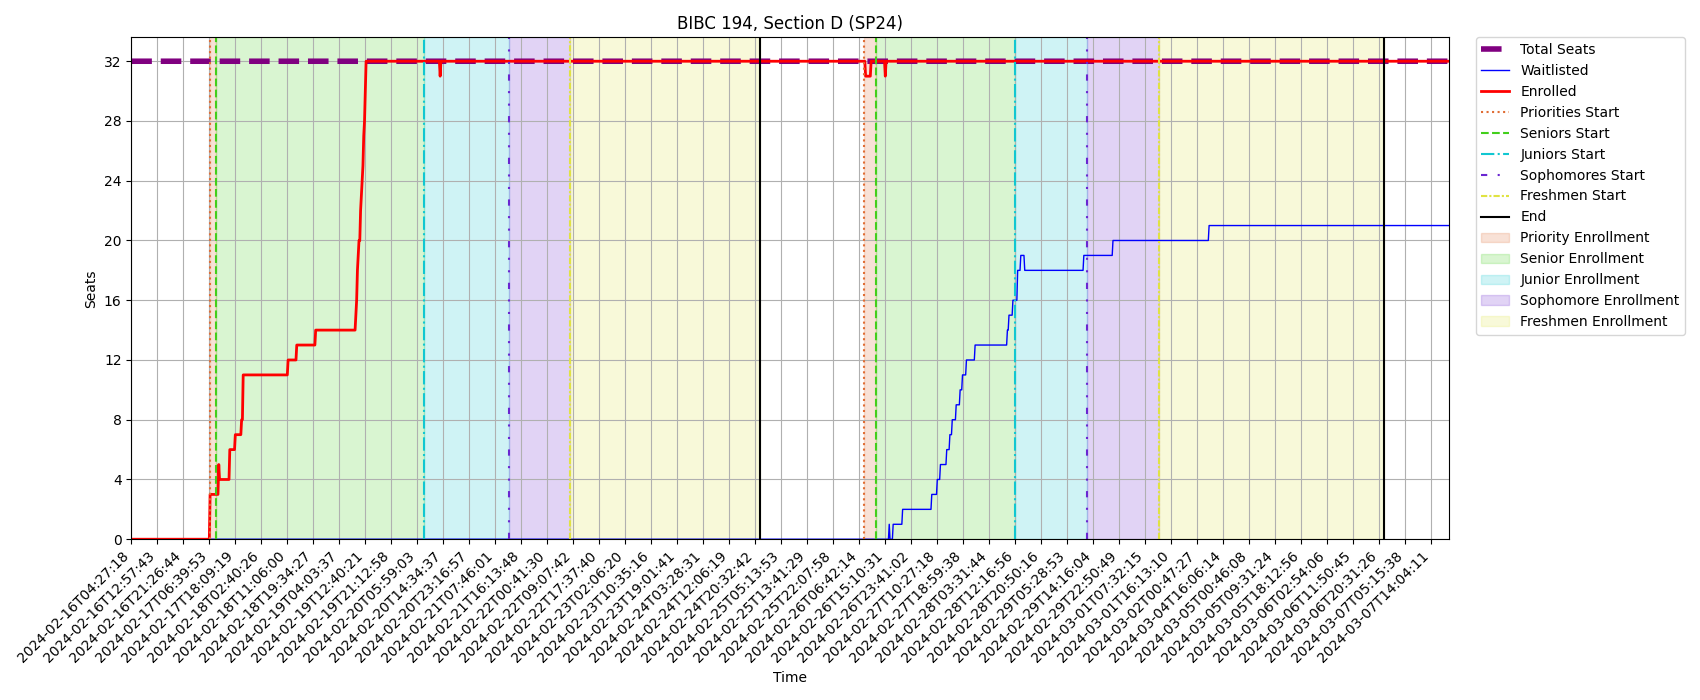 BIBC 194, Section D (SP24)
Total Seats
Waitlisted
Enrolled
Priorities Start
Seniors Start
Juniors Start
Sophomores Start
Freshmen Start
End
Priority Enrollment
Senior Enrollment
Junior Enrollment
Sophomore Enrollment
Freshmen Enrollment
Seats
32
28
24
20
16
12
8
4
0
2024-02-16T04:27:18
2024-02-16T12:57:43
2024-02-16T21:26:44
2024-02-17T06:39:53
2024-02-17T18:09:19
2024-02-18T02:40:26
2024-02-18T11:06:00
2024-02-18T19:34:27
2024-02-19T04:03:37
2024-02-19T12:40:21
2024-02-19T21:12:58
2024-02-20T05:59:03
2024-02-20T14:34:37
2024-02-20T23:16:57
2024-02-21T07:46:01
2024-02-21T16:13:48
2024-02-22T00:41:30
2024-02-22T09:07:42
2024-02-22T17:37:40
2024-02-23T02:06:20
2024-02-23T10:35:16
2024-02-23T19:01:41
2024-02-24T03:28:31
2024-02-24T12:06:19
2024-02-24T20:32:42
2024-02-25T05:13:53
2024-02-25T13:41:29
2024-02-25T22:07:58
2024-02-26T06:42:14
2024-02-26T15:10:31
2024-02-26T23:41:02
2024-02-27T10:27:18
2024-02-27T18:59:38
2024-02-28T03:31:44
2024-02-28T12:16:56
2024-02-28T20:50:16
2024-02-29T05:28:53
2024-02-29T14:16:04
2024-02-29T22:50:49
2024-03-01T07:32:15
2024-03-01T16:13:10
2024-03-02T00:47:27
2024-03-04T16:06:14
2024-03-05T00:46:08
2024-03-05T09:31:24
2024-03-05T18:12:56
2024-03-06T02:54:06
2024-03-06T11:50:45
2024-03-06T20:31:26
2024-03-07T05:15:38
2024-03-07T14:04:11
Time